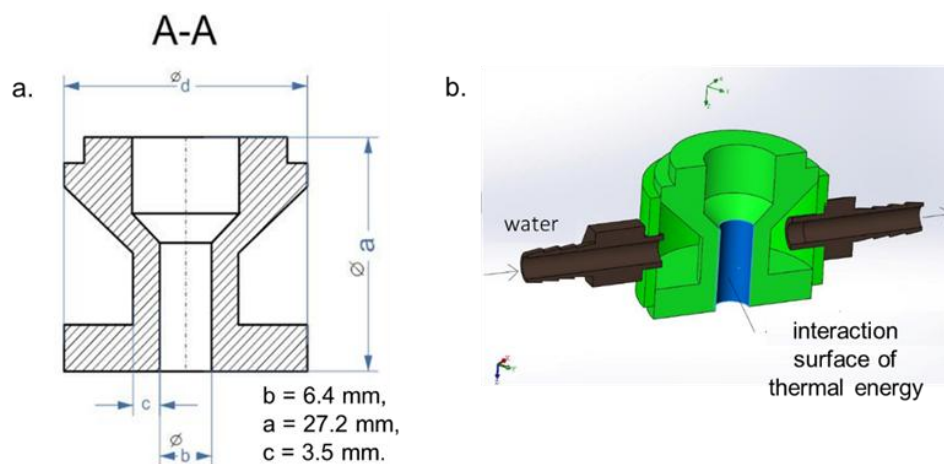 A-A
a.
⌀
d
⌀ a
c
⌀
b
b = 6.4 mm,
a = 27.2 mm,
c = 3.5 mm.
b.
water
interaction
surface of
thermal energy